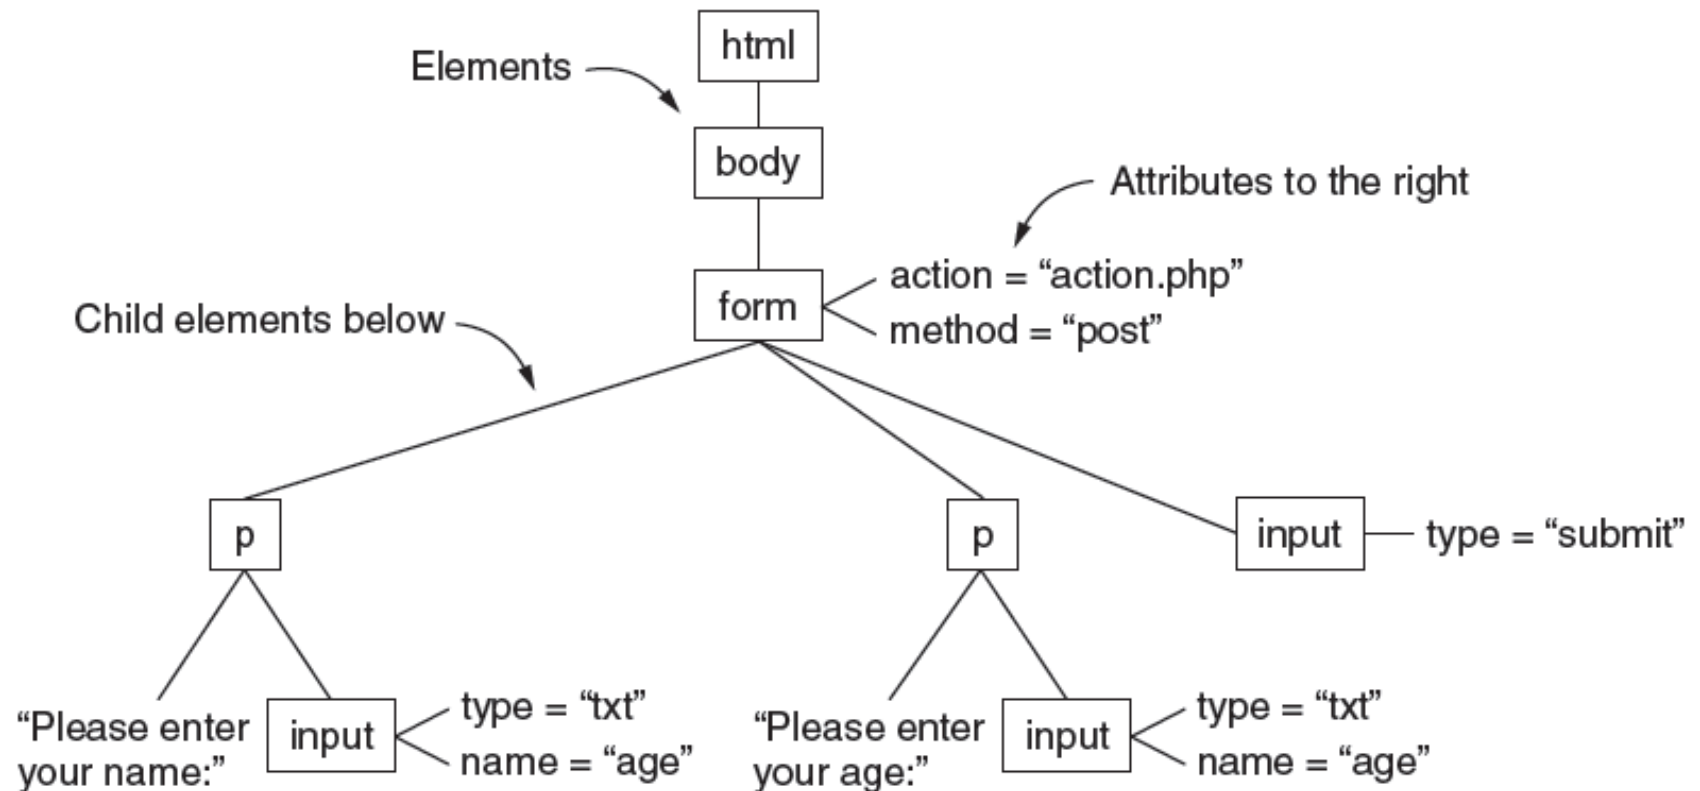 html
Elements
body
Attributes to the right
action = “action.php”
form
method = “post”
Child elements below
p
p
input
type = “submit”
“Please enter
your name:”
input
type = “txt”
name = “age”
“Please enter
your age:”
input
type = “txt”
name = “age”